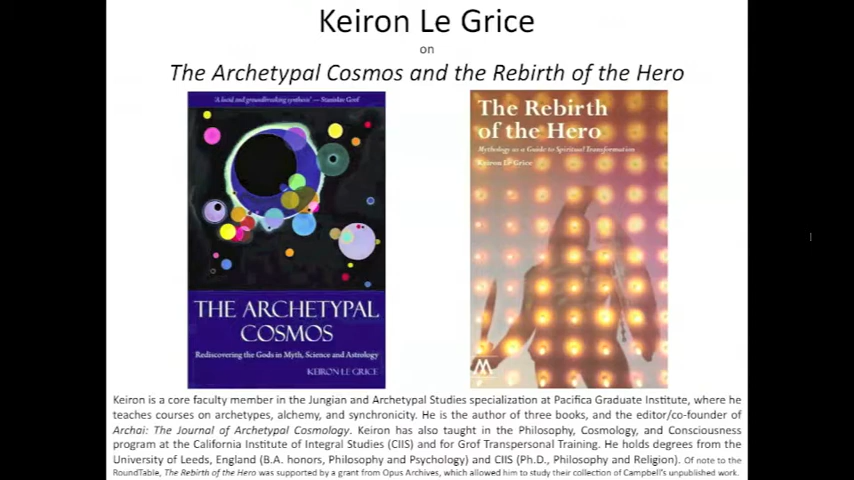 Keiron Le Grice
on
The Archetypal Cosmos and the Rebirth of the Hero
'A lucid and groundbreaking synthesis' — Stanislav Grof
THE ARCHETYPAL
COSMOS
Rediscovering the Gods in Myth, Science and Astrology
KEIRON LE GRICE
The Rebirth
of the Hero
Mythology as a Guide to Spiritual Transformation
Keiron Le Grice
M
Keiron is a core faculty member in the Jungian and Archetypal Studies specialization at Pacifica Graduate Institute, where he
teaches courses on archetypes, alchemy, and synchronicity. He is the author of three books, and the editor/co-founder of
Archai: The Journal of Archetypal Cosmology. Keiron has also taught in the Philosophy, Cosmology, and Consciousness
program at the California Institute of Integral Studies (CIIS) and for Grof Transpersonal Training. He holds degrees from the
University of Leeds, England (B.A. honors, Philosophy and Psychology) and CIIS (Ph.D., Philosophy and Religion). Of note to the
RoundTable, The Rebirth of the Hero was supported by a grant from Opus Archives, which allowed him to study their collection of Campbell's unpublished work.